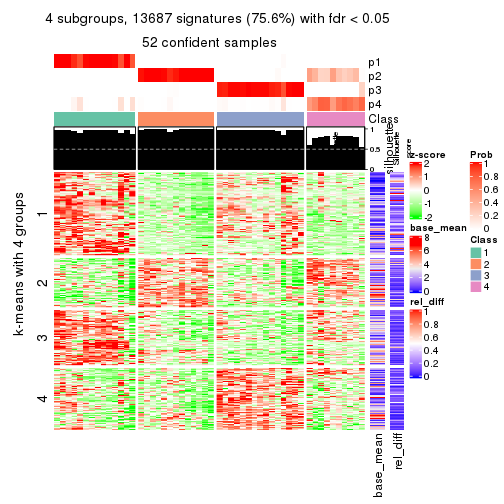 4 subgroups, 13687 signatures (75.6%) with fdr < 0.05
52 confident samples
p1
p2
p3
p4
Class
1
0.5
0
silhouette
Silhouette
score
k-means with 4 groups
1
2
3
4
base_mean
rel_diff
z-score
2
1
0
-1
-2
base_mean
8
6
4
2
0
rel_diff
1
0.8
0.6
0.4
0.2
0
Prob
1
0.8
0.6
0.4
0.2
0
Class
1
2
3
4